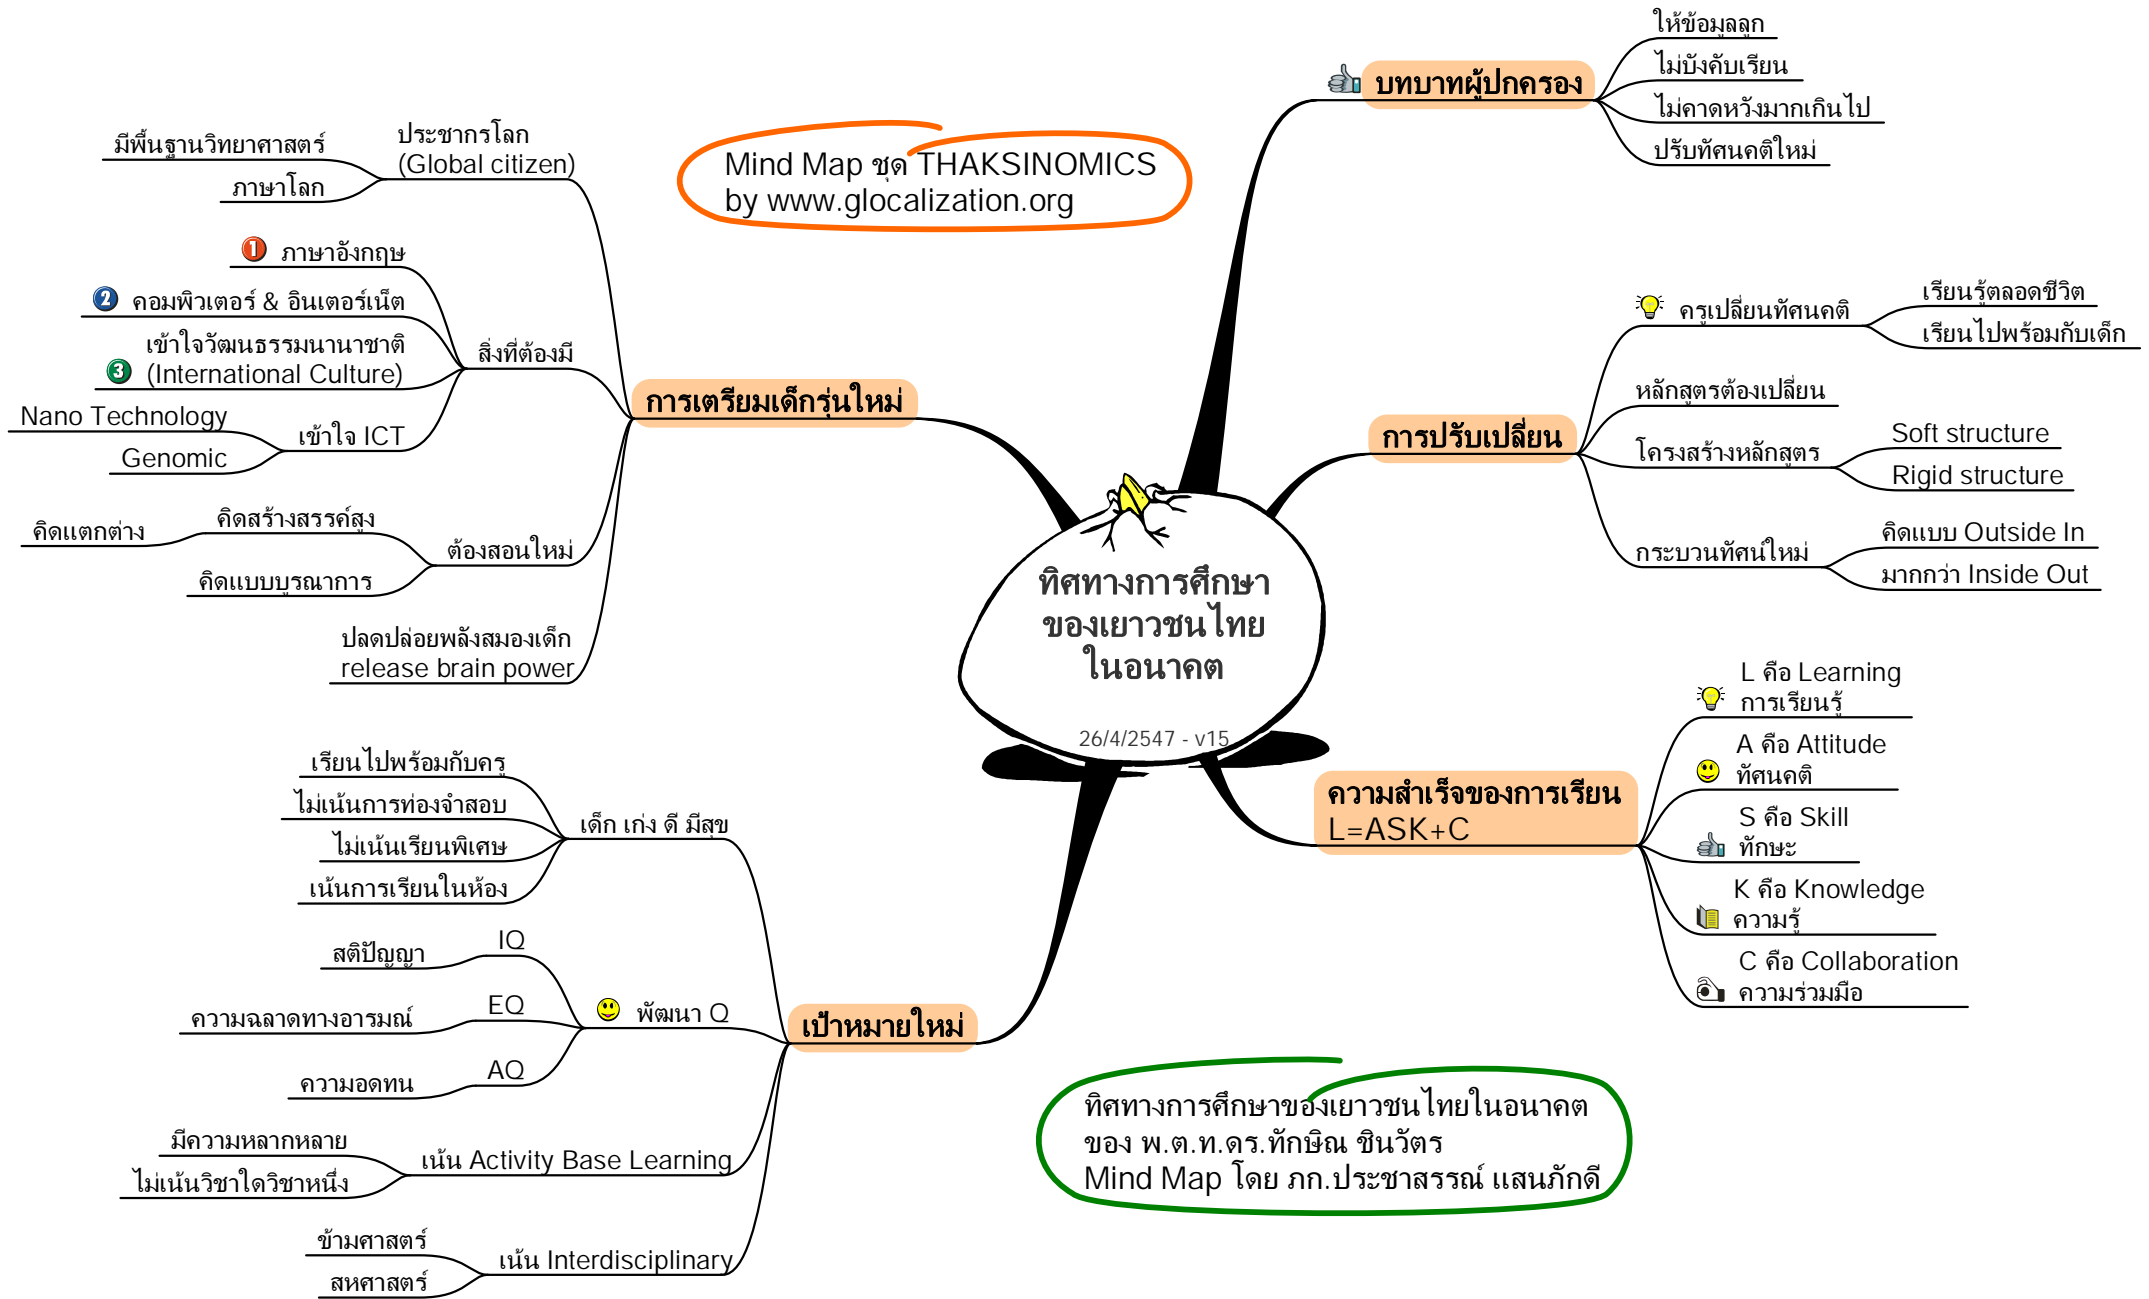 ทิศทางการศึกษา
ของเยาวชนไทย
ในอนาคต
26/4/2547 - v15
บทบาทผู้ปกครอง
ให้ข้อมูลลูก
ไม่บังคับเรียน
ไม่คาดหวังมากเกินไป
ปรับทัศนคติใหม่
การปรับเปลี่ยน
ครูเปลี่ยนทัศนคติ
เรียนรู้ตลอดชีวิต
เรียนไปพร้อมกับเด็ก
หลักสูตรต้องเปลี่ยน
โครงสร้างหลักสูตร
Soft structure
Rigid structure
กระบวนทัศน์ใหม่
คิดแบบ Outside In
มากกว่า Inside Out
ความสำเร็จของการเรียน
L=ASK+C
L คือ Learning
การเรียนรู้
A คือ Attitude
ทัศนคติ
S คือ Skill
ทักษะ
K คือ Knowledge
ความรู้
C คือ Collaboration
ความร่วมมือ
เป้าหมายใหม่
เด็ก เก่ง ดี มีสุข
เรียนไปพร้อมกับครู
ไม่เน้นการท่องจำสอบ
ไม่เน้นเรียนพิเศษ
เน้นการเรียนในห้อง
พัฒนา Q
IQ
สติปัญญา
EQ
ความฉลาดทางอารมณ์
AQ
ความอดทน
เน้น Activity Base Learning
มีความหลากหลาย
ไม่เน้นวิชาใดวิชาหนึ่ง
เน้น Interdisciplinary
ข้ามศาสตร์
สหศาสตร์
การเตรียมเด็กรุ่นใหม่
ประชากรโลก
(Global citizen)
มีพื้นฐานวิทยาศาสตร์
ภาษาโลก
สิ่งที่ต้องมี
1 ภาษาอังกฤษ
2 คอมพิวเตอร์ & อินเตอร์เน็ต
เข้าใจวัฒนธรรมนานาชาติ
3 (International Culture)
เข้าใจ ICT
Nano Technology
Genomic
ต้องสอนใหม่
คิดสร้างสรรค์สูง
คิดแตกต่าง
คิดแบบบูรณาการ
ปลดปล่อยพลังสมองเด็ก
release brain power
Mind Map ชุด THAKSINOMICS
by www.glocalization.org
ทิศทางการศึกษาของเยาวชนไทยในอนาคต
ของ พ.ต.ท.ดร.ทักษิณ ชินวัตร
Mind Map โดย ภก.ประชาสรรณ์ แสนภักดี